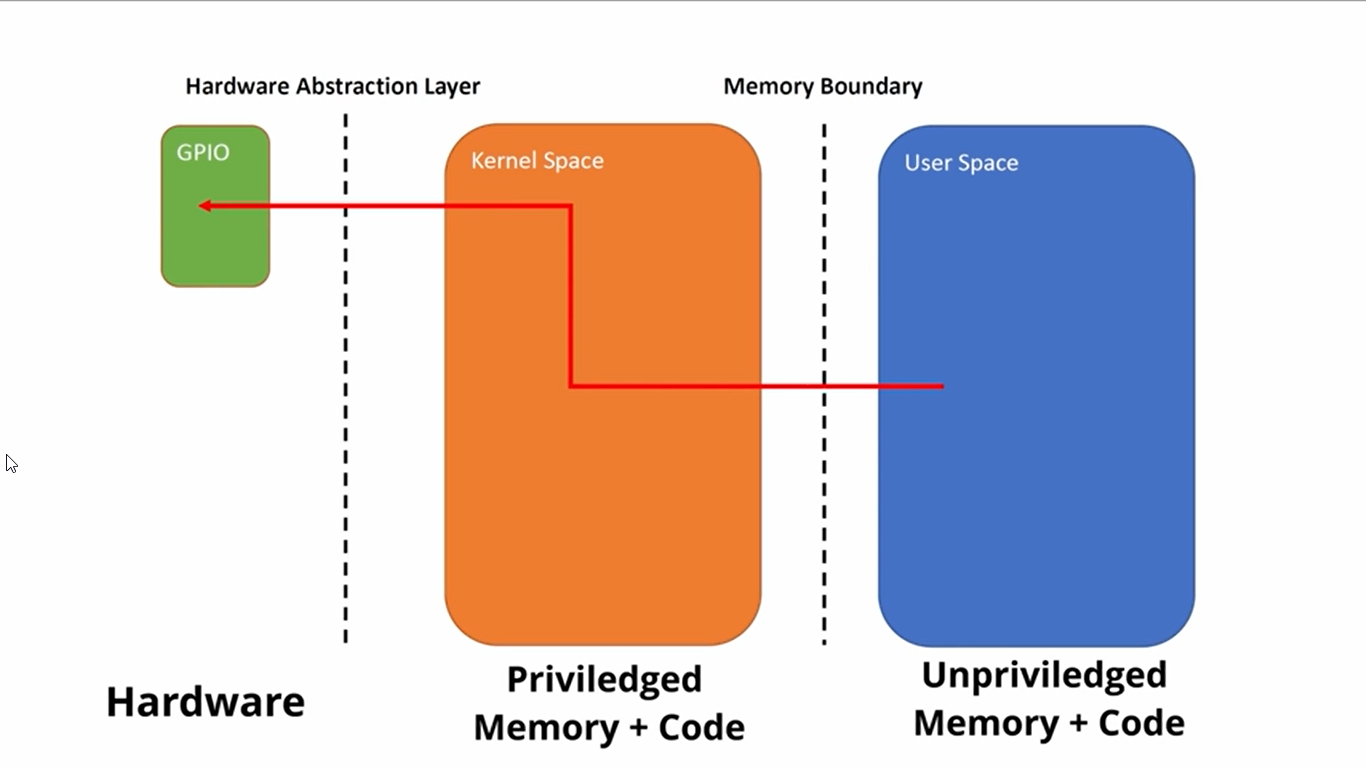 Hardware Abstraction Layer
Memory Boundary
GPIO
Kernel Space
User Space
Hardware
Priviledged
Memory + Code
Unpriviledged
Memory + Code